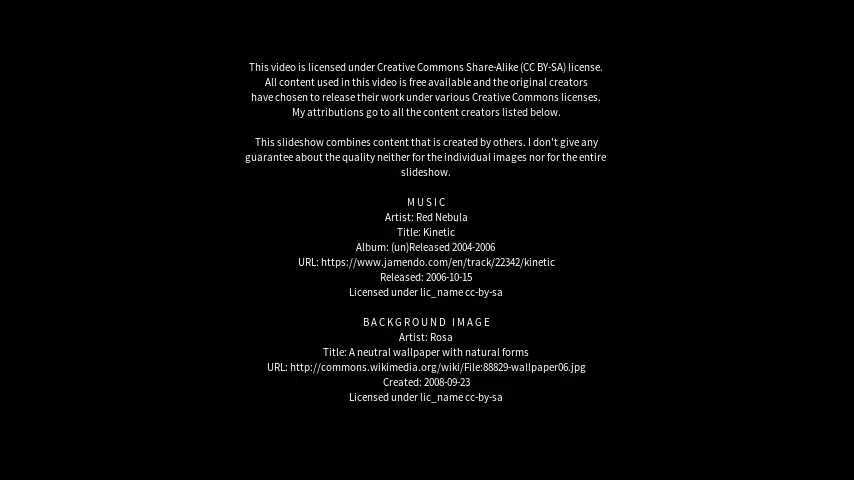 This video is licensed under Creative Commons Share-Alike (CC BY-SA) license.
All content used in this video is free available and the original creators
have chosen to release their work under various Creative Commons licenses.
My attributions go to all the content creators listed below.
This slideshow combines content that is created by others. I don't give any
guarantee about the quality neither for the individual images nor for the entire
slideshow.
MUSIC
Artist: Red Nebula
Title: Kinetic
Album: (un)Released 2004-2006
URL: https://www.jamendo.com/en/track/22342/kinetic
Released: 2006-10-15
Licensed under lic_name cc-by-sa
BACKGROUND IMAGE
Artist: Rosa
Title: A neutral wallpaper with natural forms
URL: http://commons.wikimedia.org/wiki/File:88829-wallpaper06.jpg
Created: 2008-09-23
Licensed under lic_name cc-by-sa